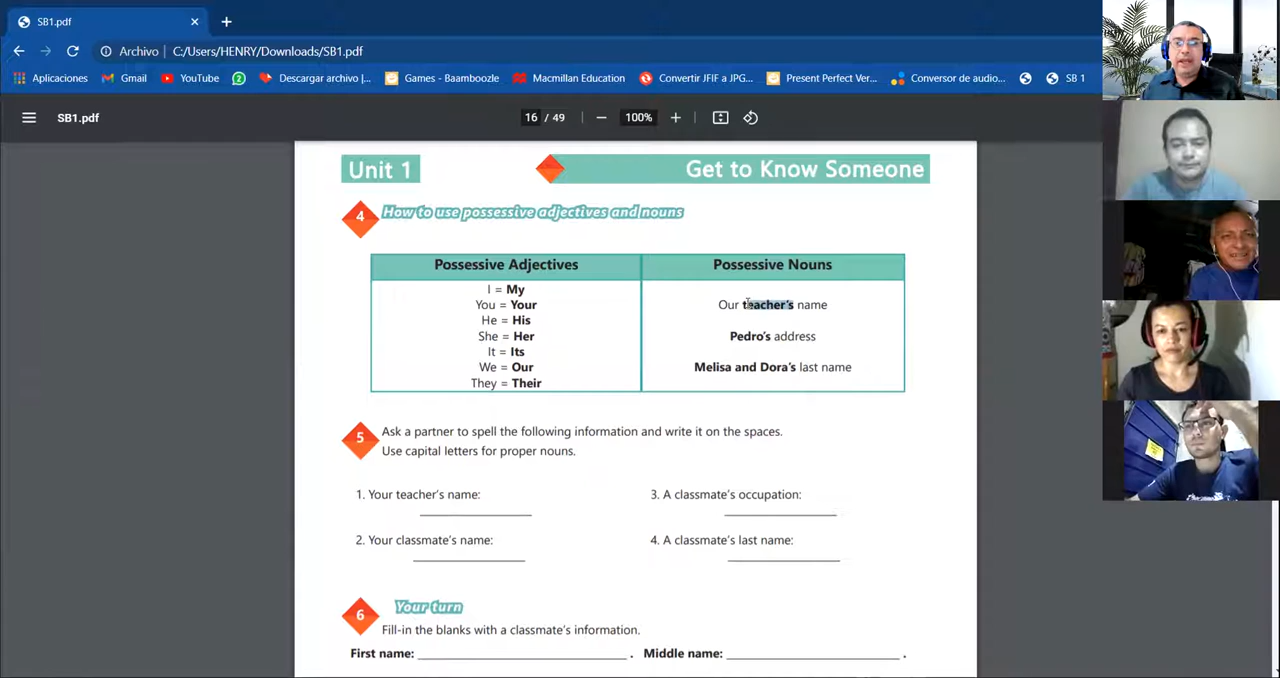 SB1.pdf
Archivo | C:/Users/HENRY/Downloads/SB1.pdf
Aplicaciones Gmail YouTube 2 Descargar archivo |... Games - Baamboozle Macmillan Education Convertir JFIF a JPG... Present Perfect Ver... Conversor de audio... SB 1
SB1.pdf 16 / 49 100%
Unit 1 Get to Know Someone
4 How to use possessive adjectives and nouns
Possessive Adjectives Possessive Nouns
I = My
You = Your Our teacher's name
He = His
She = Her Pedro's address
It = Its
We = Our Melisa and Dora's last name
They = Their
5 Ask a partner to spell the following information and write it on the spaces.
Use capital letters for proper nouns.
1. Your teacher's name: 3. A classmate's occupation:
2. Your classmate's name: 4. A classmate's last name:
6 Your turn
Fill-in the blanks with a classmate's information.
First name: . Middle name: .